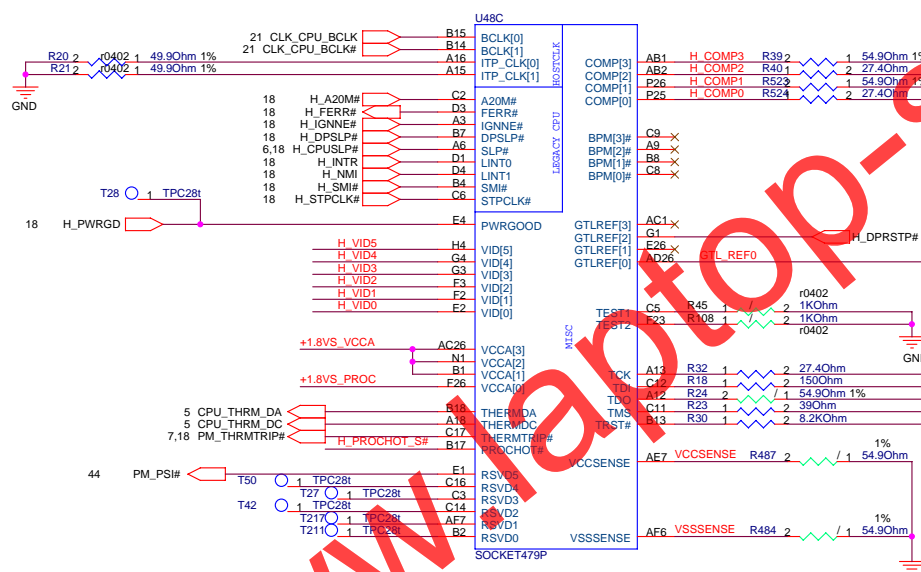 U48C
21 CLK_CPU_BCLK B15 BCLK[0]
21 CLK_CPU_BCLK# B14 BCLK[1]
R20 2 r0402 1 49.9Ohm 1% A16 ITP_CLK[0]
R21 2 r0402 1 49.9Ohm 1% A15 ITP_CLK[1]
GND
HOSTCLK
COMP[3] AB1 H_COMP3 R39 2 1 54.9Ohm 1%
COMP[2] AB2 H_COMP2 R40 2 1 27.4Ohm
COMP[1] P26 H_COMP1 R523 1 2 54.9Ohm 1%
COMP[0] P25 H_COMP0 R524 1 2 27.4Ohm
18 H_A20M# C2 A20M#
18 H_FERR# D3 FERR#
18 H_IGNNE# A3 IGNNE#
18 H_DPSLP# B7 DPSLP#
6,18 H_CPUSLP# A6 SLP#
18 H_INTR D1 LINT0
18 H_NMI D4 LINT1
18 H_SMI# B4 SMI#
18 H_STPCLK# C6 STPCLK#
LEGACY CPU
BPM[3]# C9
BPM[2]# A9
BPM[1]# B8
BPM[0]# C8
T28 1 TPC28t
18 H_PWRGD E4 PWRGOOD
GTLREF[3] AC1
GTLREF[2] G1 H_DPRSTP#
GTLREF[1] E26
GTLREF[0] AD26 GTL_REF0
H_VID5 H4 VID[5]
H_VID4 G4 VID[4]
H_VID3 G3 VID[3]
H_VID2 F3 VID[2]
H_VID1 F2 VID[1]
H_VID0 E2 VID[0]
MISC
r0402
TEST1 C5 R45 1 / 2 1KOhm
TEST2 F23 R108 1 / 2 1KOhm
r0402
GND
+1.8VS_VCCA AC26 VCCA[3]
N1 VCCA[2]
B1 VCCA[1]
+1.8VS_PROC F26 VCCA[0]
TCK A13 R32 1 2 27.4Ohm
TDI C12 R18 1 2 150Ohm
TDO A12 R24 2 / 1 54.9Ohm 1%
TMS C11 R23 1 2 39Ohm
TRST# B13 R30 1 2 8.2KOhm
5 CPU_THRM_DA B18 THERMDA
5 CPU_THRM_DC A18 THERMDC
7,18 PM_THRMTRIP# C17 THERMTRIP#
H_PROCHOT_S# B17 PROCHOT#
1%
VCCSENSE AE7 VCCSENSE R487 2 / 1 54.9Ohm
44 PM_PSI# E1 RSVD5
T50 1 TPC28t C16 RSVD4
T27 1 TPC28t C3 RSVD3
T42 1 TPC28t C14 RSVD2
T217 1 TPC28t AF7 RSVD1
T211 1 TPC28t B2 RSVD0
1%
VSSSENSE AF6 VSSSENSE R484 2 / 1 54.9Ohm
SOCKET479P